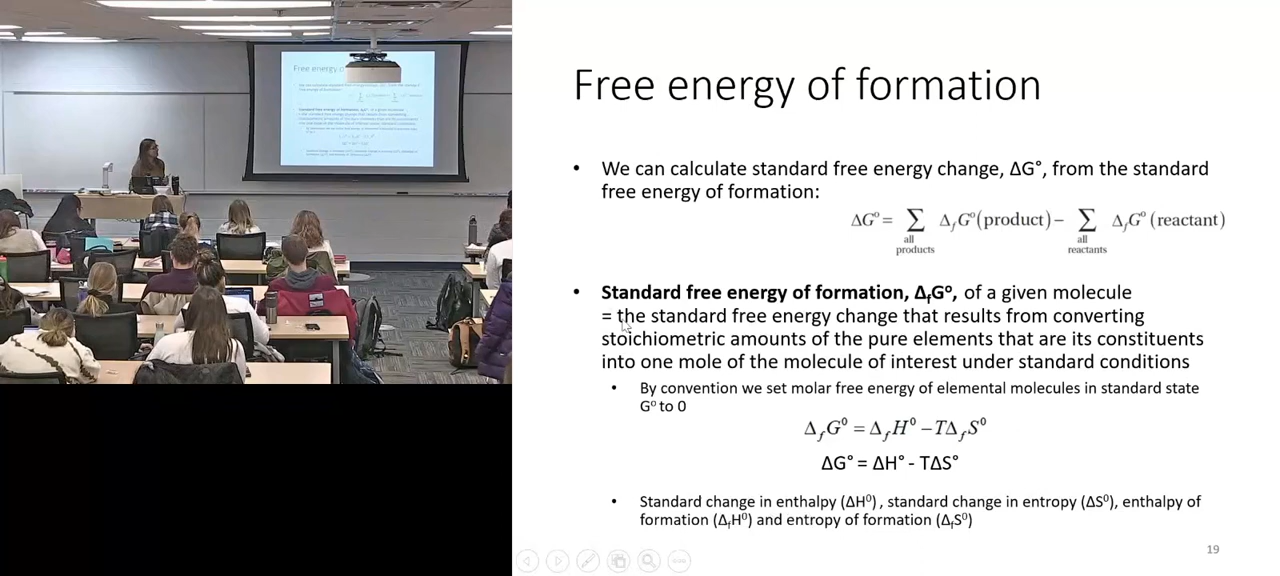 Free energy of formation
• We can calculate standard free energy change, ΔG°, from the standard
free energy of formation:
ΔG° = ∑ Δ𝑓G°(product) − ∑ Δ𝑓G°(reactant)
all products all reactants
• Standard free energy of formation, ΔfG°, of a given molecule
= the standard free energy change that results from converting
stoichiometric amounts of the pure elements that are its constituents
into one mole of the molecule of interest under standard conditions
• By convention we set molar free energy of elemental molecules in standard state
G° to 0
Δ𝑓G⁰ = Δ𝑓H⁰ − TΔ𝑓S⁰
ΔG° = ΔH° - TΔS°
• Standard change in enthalpy (ΔH⁰) , standard change in entropy (ΔS⁰), enthalpy of
formation (ΔfH⁰) and entropy of formation (ΔfS⁰)
19